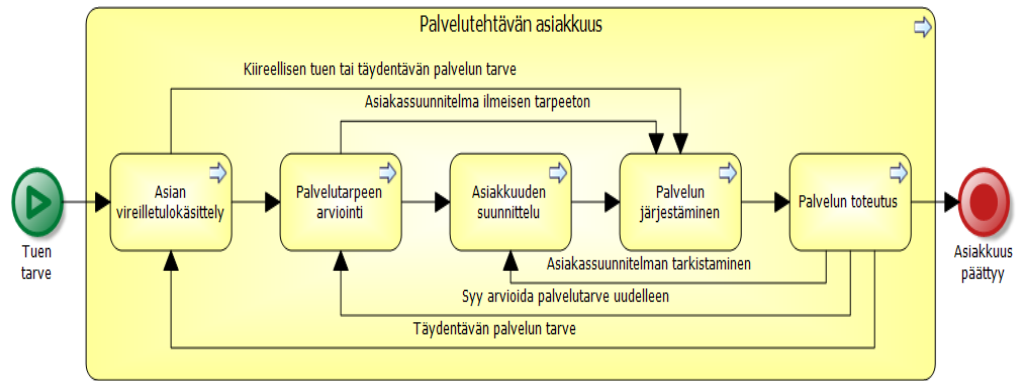 Palvelutehtävän asiakkuus
Kiireellisen tuen tai täydentävän palvelun tarve
Asiakassuunnitelma ilmeisen tarpeeton
Asian
vireilletulokäsittely
Palvelutarpeen
arviointi
Asiakkuuden
suunnittelu
Palvelun
järjestäminen
Palvelun toteutus
Tuen
tarve
Asiakkuus
päättyy
Asiakassuunnitelman tarkistaminen
Syy arvioida palvelutarve uudelleen
Täydentävän palvelun tarve